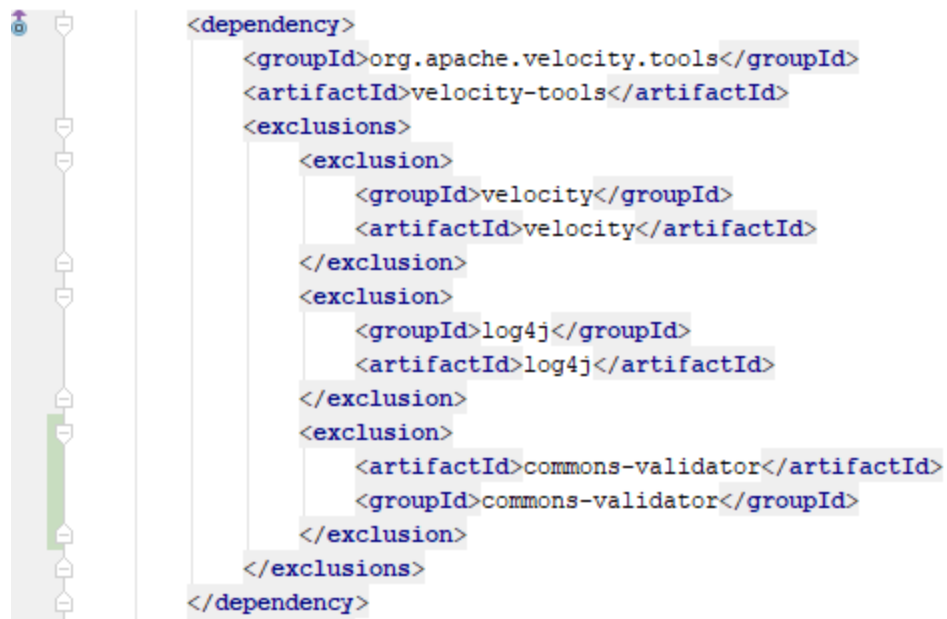 <dependency>
<groupId>org.apache.velocity.tools</groupId>
<artifactId>velocity-tools</artifactId>
<exclusions>
<exclusion>
<groupId>velocity</groupId>
<artifactId>velocity</artifactId>
</exclusion>
<exclusion>
<groupId>log4j</groupId>
<artifactId>log4j</artifactId>
</exclusion>
<exclusion>
<artifactId>commons-validator</artifactId>
<groupId>commons-validator</groupId>
</exclusion>
</exclusions>
</dependency>